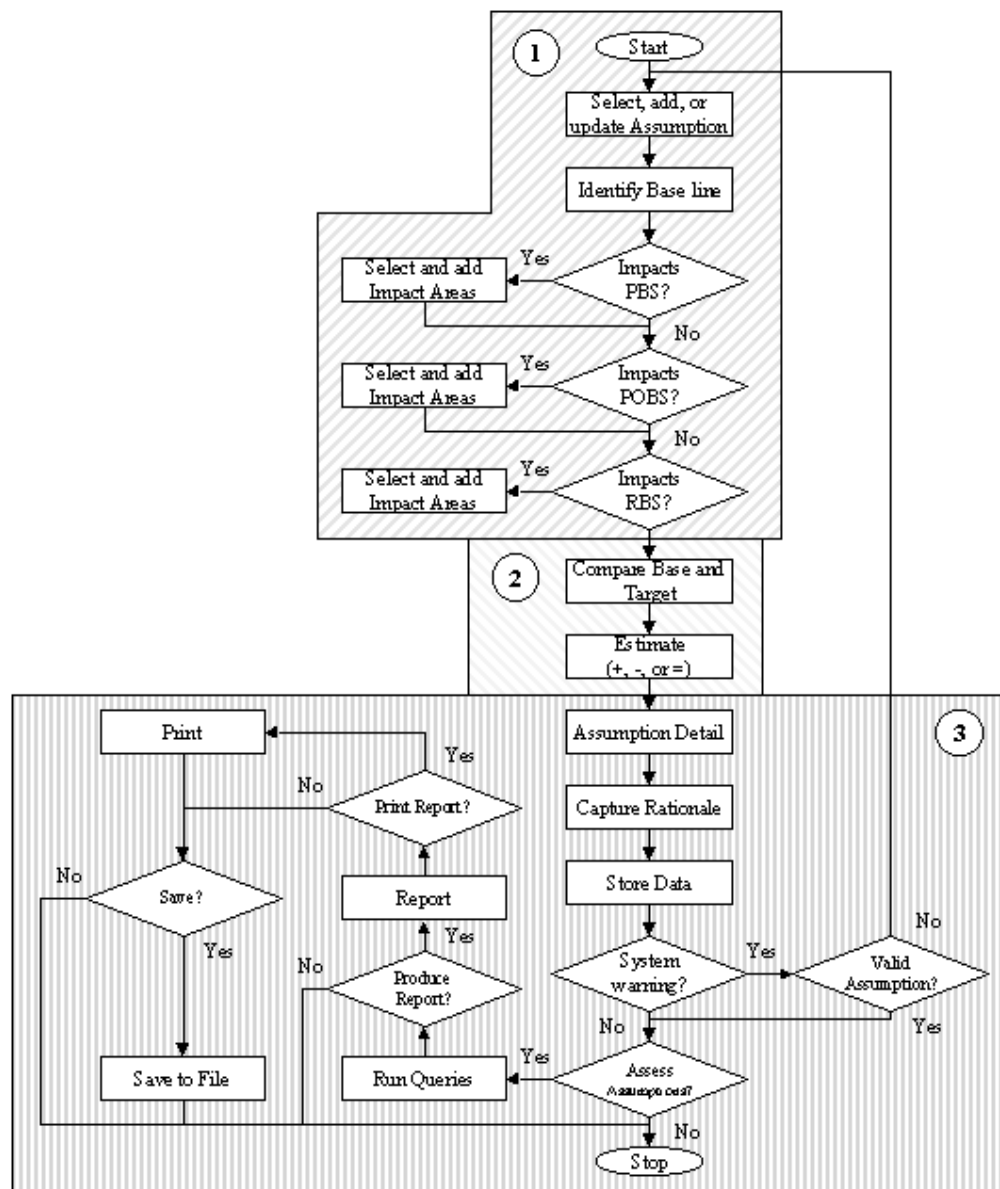 1
Start
Select, add, or
update Assumption
Identify Base line
Impacts
PBS?
Yes
Select and add
Impact Areas
No
Impacts
POBS?
Yes
Select and add
Impact Areas
No
Impacts
RBS?
Yes
Select and add
Impact Areas
2
Compare Base and
Target
Estimate
(+, -, or =)
3
Assumption Detail
Capture Rationale
Store Data
System
warning?
Yes
Valid
Assumption?
No
Yes
No
Assess
Assumptions?
Yes
No
Run Queries
Produce
Report?
No
Yes
Report
Print Report?
Yes
No
Print
Save?
No
Yes
Save to File
Stop